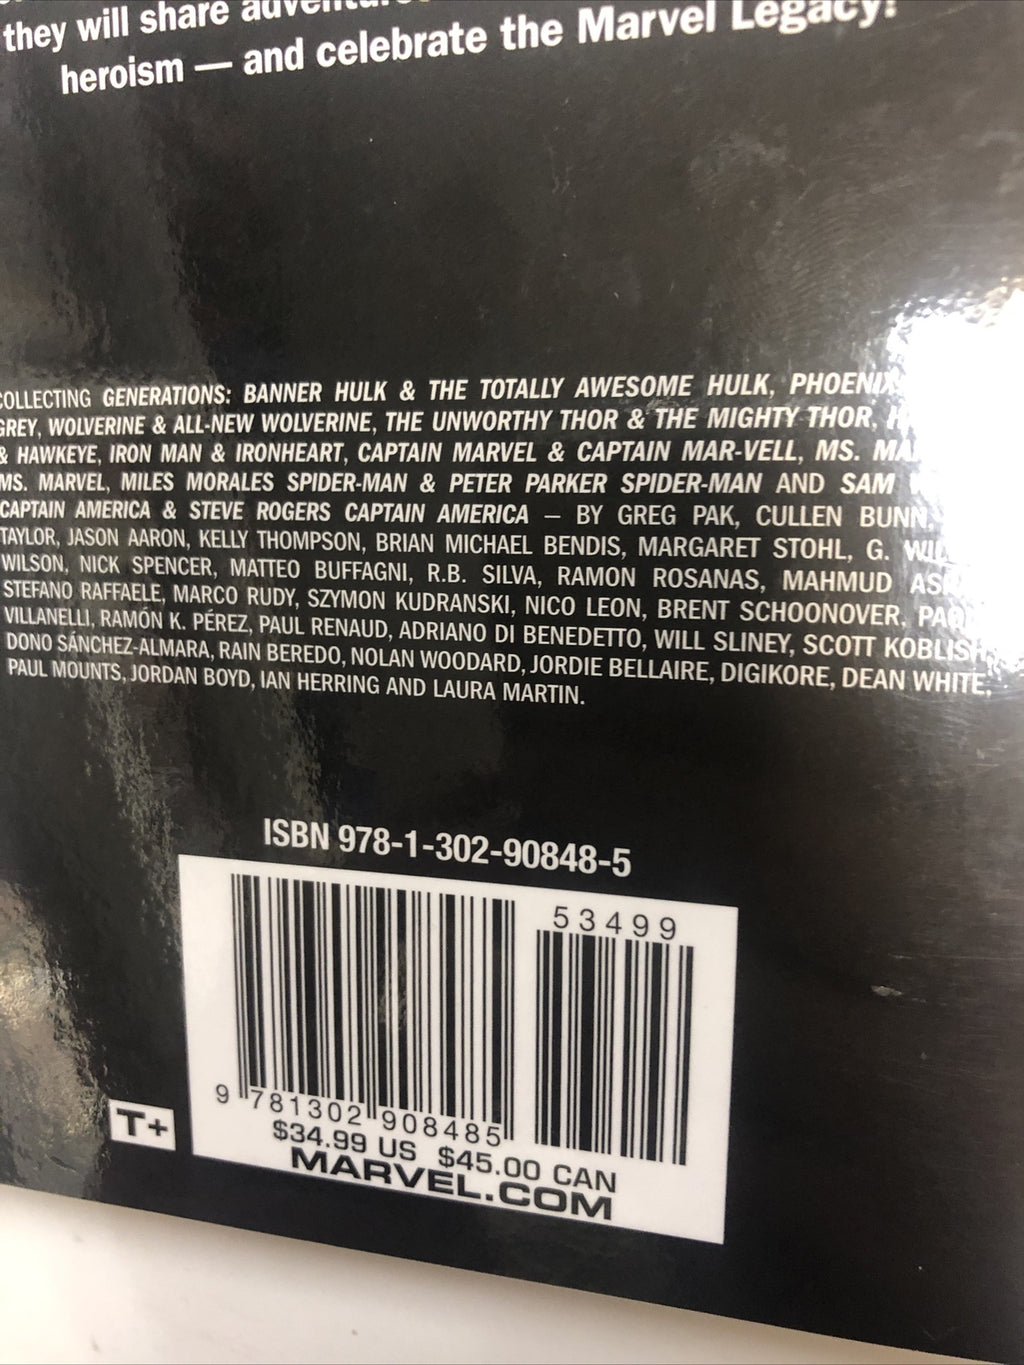 they will share
heroism — and celebrate the Marvel Legacy!
COLLECTING GENERATIONS: BANNER HULK & THE TOTALLY AWESOME HULK, PHOENIX
GREY, WOLVERINE & ALL-NEW WOLVERINE, THE UNWORTHY THOR & THE MIGHTY THOR,
& HAWKEYE, IRON MAN & IRONHEART, CAPTAIN MARVEL & CAPTAIN MAR-VELL, MS.
MS. MARVEL, MILES MORALES SPIDER-MAN & PETER PARKER SPIDER-MAN AND SAM
CAPTAIN AMERICA & STEVE ROGERS CAPTAIN AMERICA — BY GREG PAK, CULLEN BUNN,
TAYLOR, JASON AARON, KELLY THOMPSON, BRIAN MICHAEL BENDIS, MARGARET STOHL, G.
WILSON, NICK SPENCER, MATTEO BUFFAGNI, R.B. SILVA, RAMON ROSANAS, MAHMUD
STEFANO RAFFAELE, MARCO RUDY, SZYMON KUDRANSKI, NICO LEON, BRENT SCHOONOVER,
VILLANELLI, RAMÓN K. PÉREZ, PAUL RENAUD, ADRIANO DI BENEDETTO, WILL SLINEY, SCOTT KOBLISH,
DONO SÁNCHEZ-ALMARA, RAIN BEREDO, NOLAN WOODARD, JORDIE BELLAIRE, DIGIKORE, DEAN WHITE,
PAUL MOUNTS, JORDAN BOYD, IAN HERRING AND LAURA MARTIN.
ISBN 978-1-302-90848-5
53499
9 781302 908485
$34.99 US $45.00 CAN
MARVEL.COM
T+